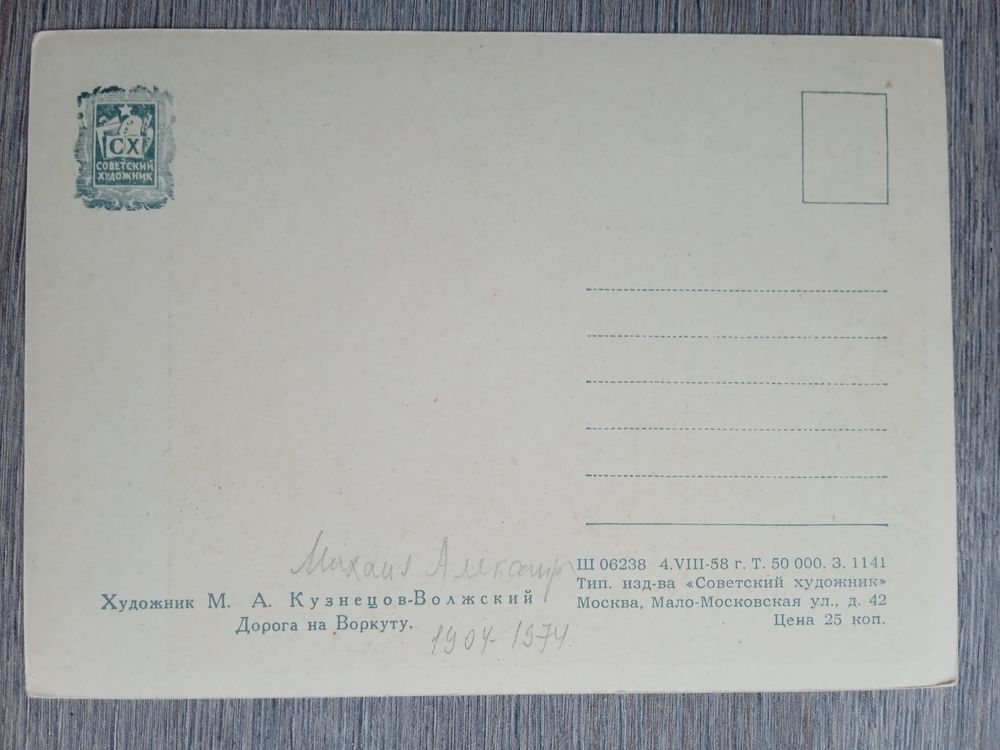 СХ
СОВЕТСКИЙ
ХУДОЖНИК
Михаил Александр
Художник М. А. Кузнецов-Волжский
Дорога на Воркуту.
1904-1974.
Ш 06238 4.VIII-58 г. Т. 50 000. З. 1141
Тип. изд-ва «Советский художник»
Москва, Мало-Московская ул., д. 42
Цена 25 коп.